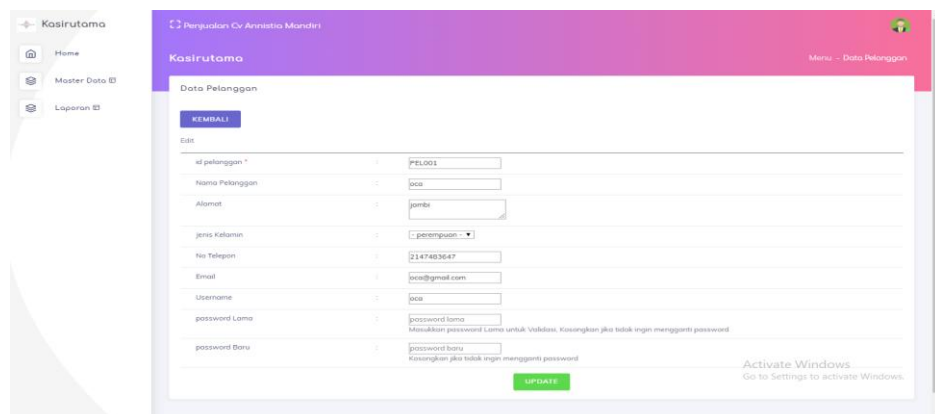 Kasirutama
Home
Master Data
Laporan
Penjualan Cv Annistia Mandiri
Kasirutama
Menu - Data Pelanggan
Data Pelanggan
KEMBALI
Edit
id pelanggan * : PEL001
Nama Pelanggan : oca
Alamat : jambi
Jenis Kelamin : - perempuan -
No Telepon : 2147483647
Email : oca@gmail.com
Username : oca
password Lama : password lama
Masukkan password Lama untuk Validasi, Kosongkan jika tidak ingin mengganti password
password Baru : password baru
Kosongkan jika tidak ingin mengganti password
UPDATE
Activate Windows
Go to Settings to activate Windows.